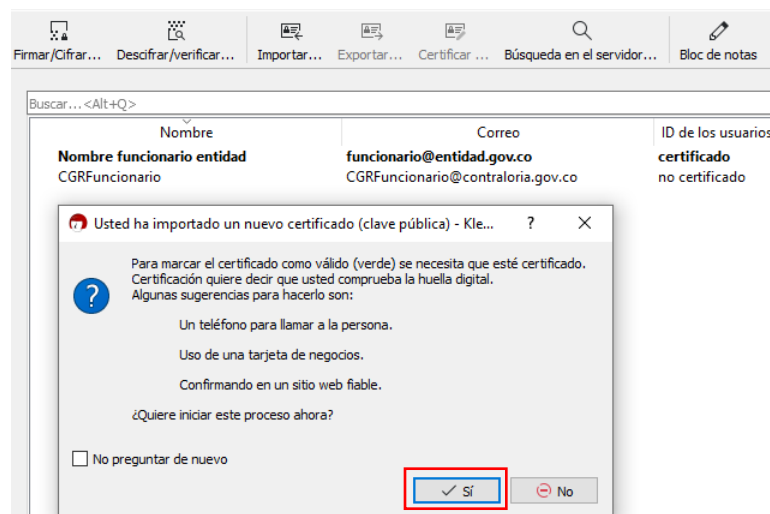 Firmar/Cifrar... Descifrar/verificar... Importar... Exportar... Certificar ... Búsqueda en el servidor... Bloc de notas
Buscar...<Alt+Q>
Nombre Correo ID de los usuarios
Nombre funcionario entidad funcionario@entidad.gov.co certificado
CGRFuncionario CGRFuncionario@contraloria.gov.co no certificado
Usted ha importado un nuevo certificado (clave pública) - Kle... ? ×
Para marcar el certificado como válido (verde) se necesita que esté certificado.
Certificación quiere decir que usted comprueba la huella digital.
Algunas sugerencias para hacerlo son:
Un teléfono para llamar a la persona.
Uso de una tarjeta de negocios.
Confirmando en un sitio web fiable.
¿Quiere iniciar este proceso ahora?
No preguntar de nuevo
Sí No